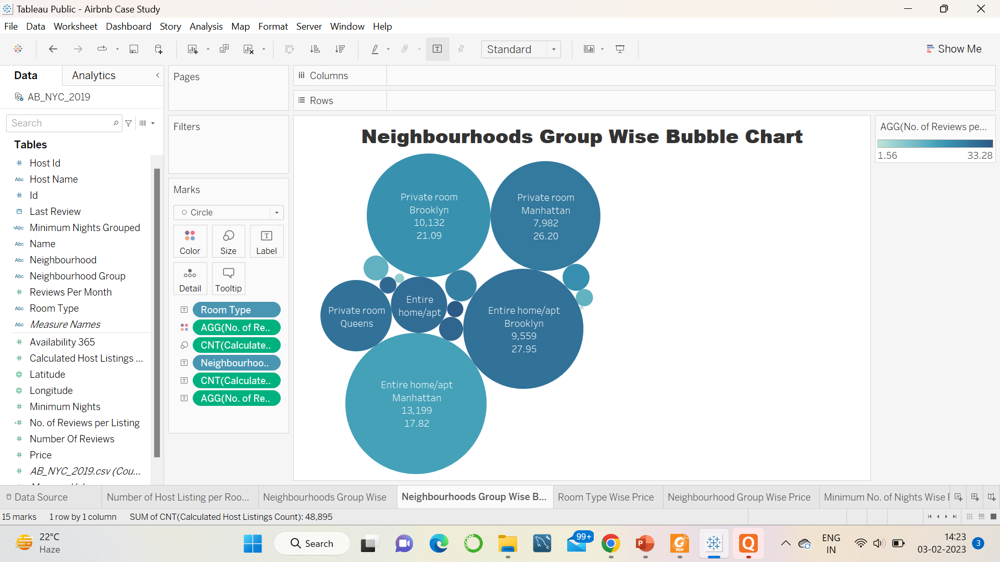 Tableau Public - Airbnb Case Study
File Data Worksheet Dashboard Story Analysis Map Format Server Window Help
Standard
Show Me
Data Analytics
AB_NYC_2019
Search
Tables
Host Id
Abc Host Name
Id
Last Review
=Abc Minimum Nights Grouped
Abc Name
Abc Neighbourhood
Abc Neighbourhood Group
Reviews Per Month
Abc Room Type
Abc Measure Names
Availability 365
Calculated Host Listings ...
Latitude
Longitude
Minimum Nights
No. of Reviews per Listing
Number Of Reviews
Price
AB_NYC_2019.csv (Cou...
Pages
Filters
Marks
Circle
Color Size Label
Detail Tooltip
Room Type
AGG(No. of Re..
CNT(Calculate..
Neighbourhoo..
CNT(Calculate..
AGG(No. of Re..
Columns
Rows
Neighbourhoods Group Wise Bubble Chart
Private room
Brooklyn
10,132
21.09
Private room
Manhattan
7,982
26.20
Private room
Queens
Entire
home/apt
Entire home/apt
Brooklyn
9,559
27.95
Entire home/apt
Manhattan
13,199
17.82
AGG(No. of Reviews pe...
1.56 33.28
Data Source Number of Host Listing per Roo... Neighbourhoods Group Wise Neighbourhoods Group Wise B... Room Type Wise Price Neighbourhood Group Wise Price Minimum No. of Nights Wise
15 marks 1 row by 1 column SUM of CNT(Calculated Host Listings Count): 48,895
22°C
Haze
Search
99+
P
PDF
Q
ENG
IN
14:23
03-02-2023
3